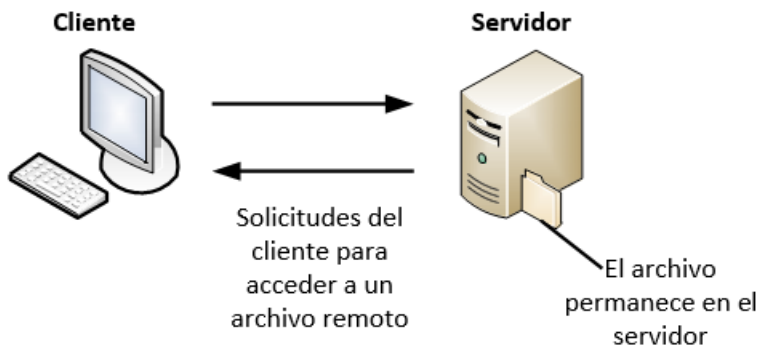 Cliente
Servidor
Solicitudes del
cliente para
acceder a un
archivo remoto
El archivo
permanece en el
servidor